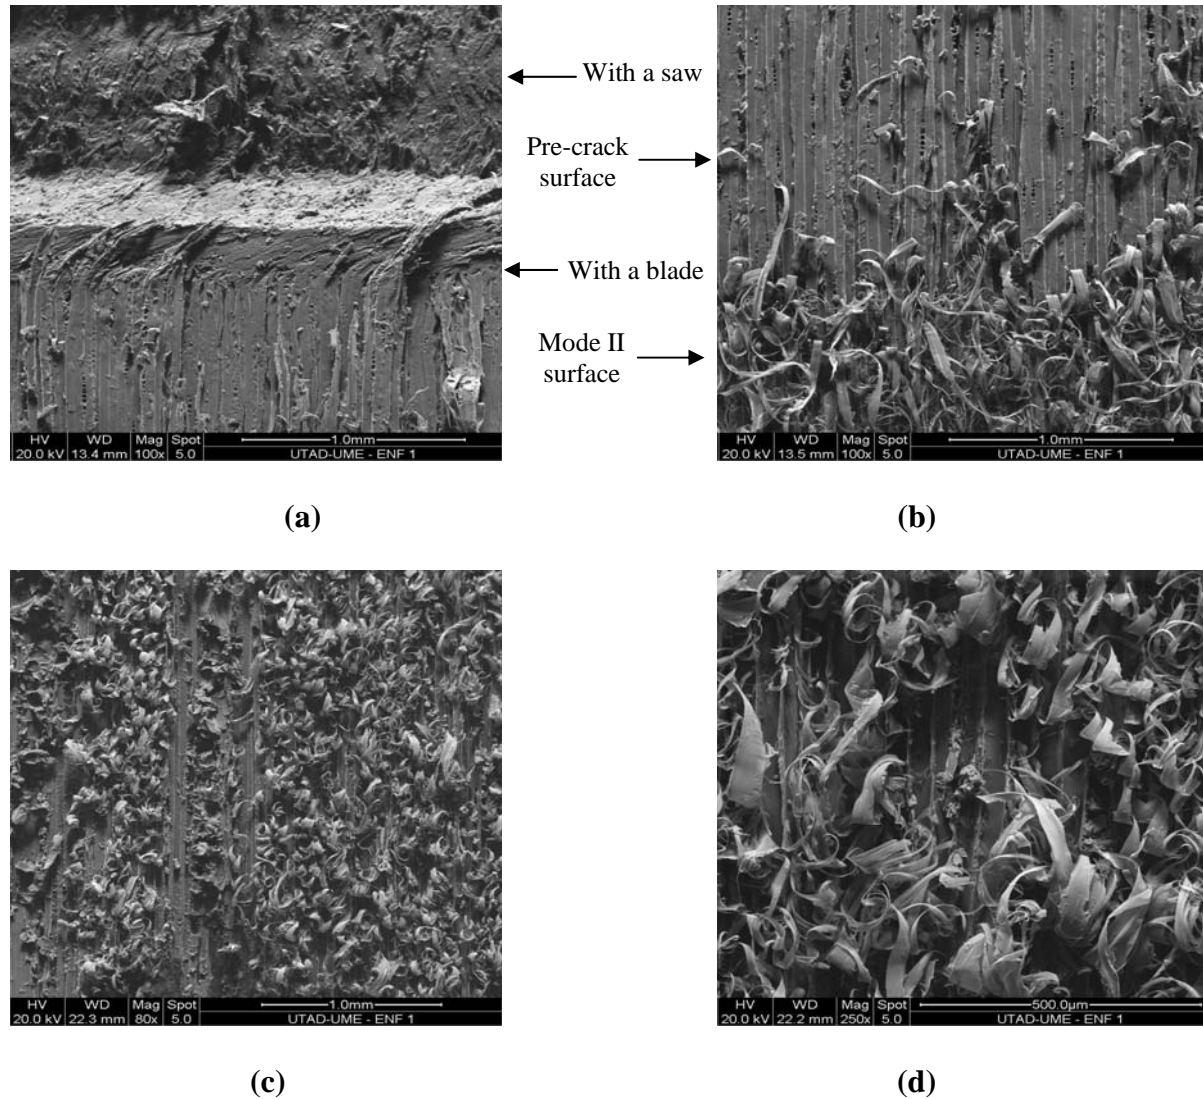 With a saw
Pre-crack
surface
With a blade
Mode II
surface
HV WD Mag Spot 1.0mm
20.0 kV 13.4 mm 100x 5.0 UTAD-UME - ENF 1
HV WD Mag Spot 1.0mm
20.0 kV 13.5 mm 100x 5.0 UTAD-UME - ENF 1
(a)
(b)
HV WD Mag Spot 1.0mm
20.0 kV 22.3 mm 80x 5.0 UTAD-UME - ENF 1
HV WD Mag Spot 500.0µm
20.0 kV 22.2 mm 250x 5.0 UTAD-UME - ENF 1
(c)
(d)